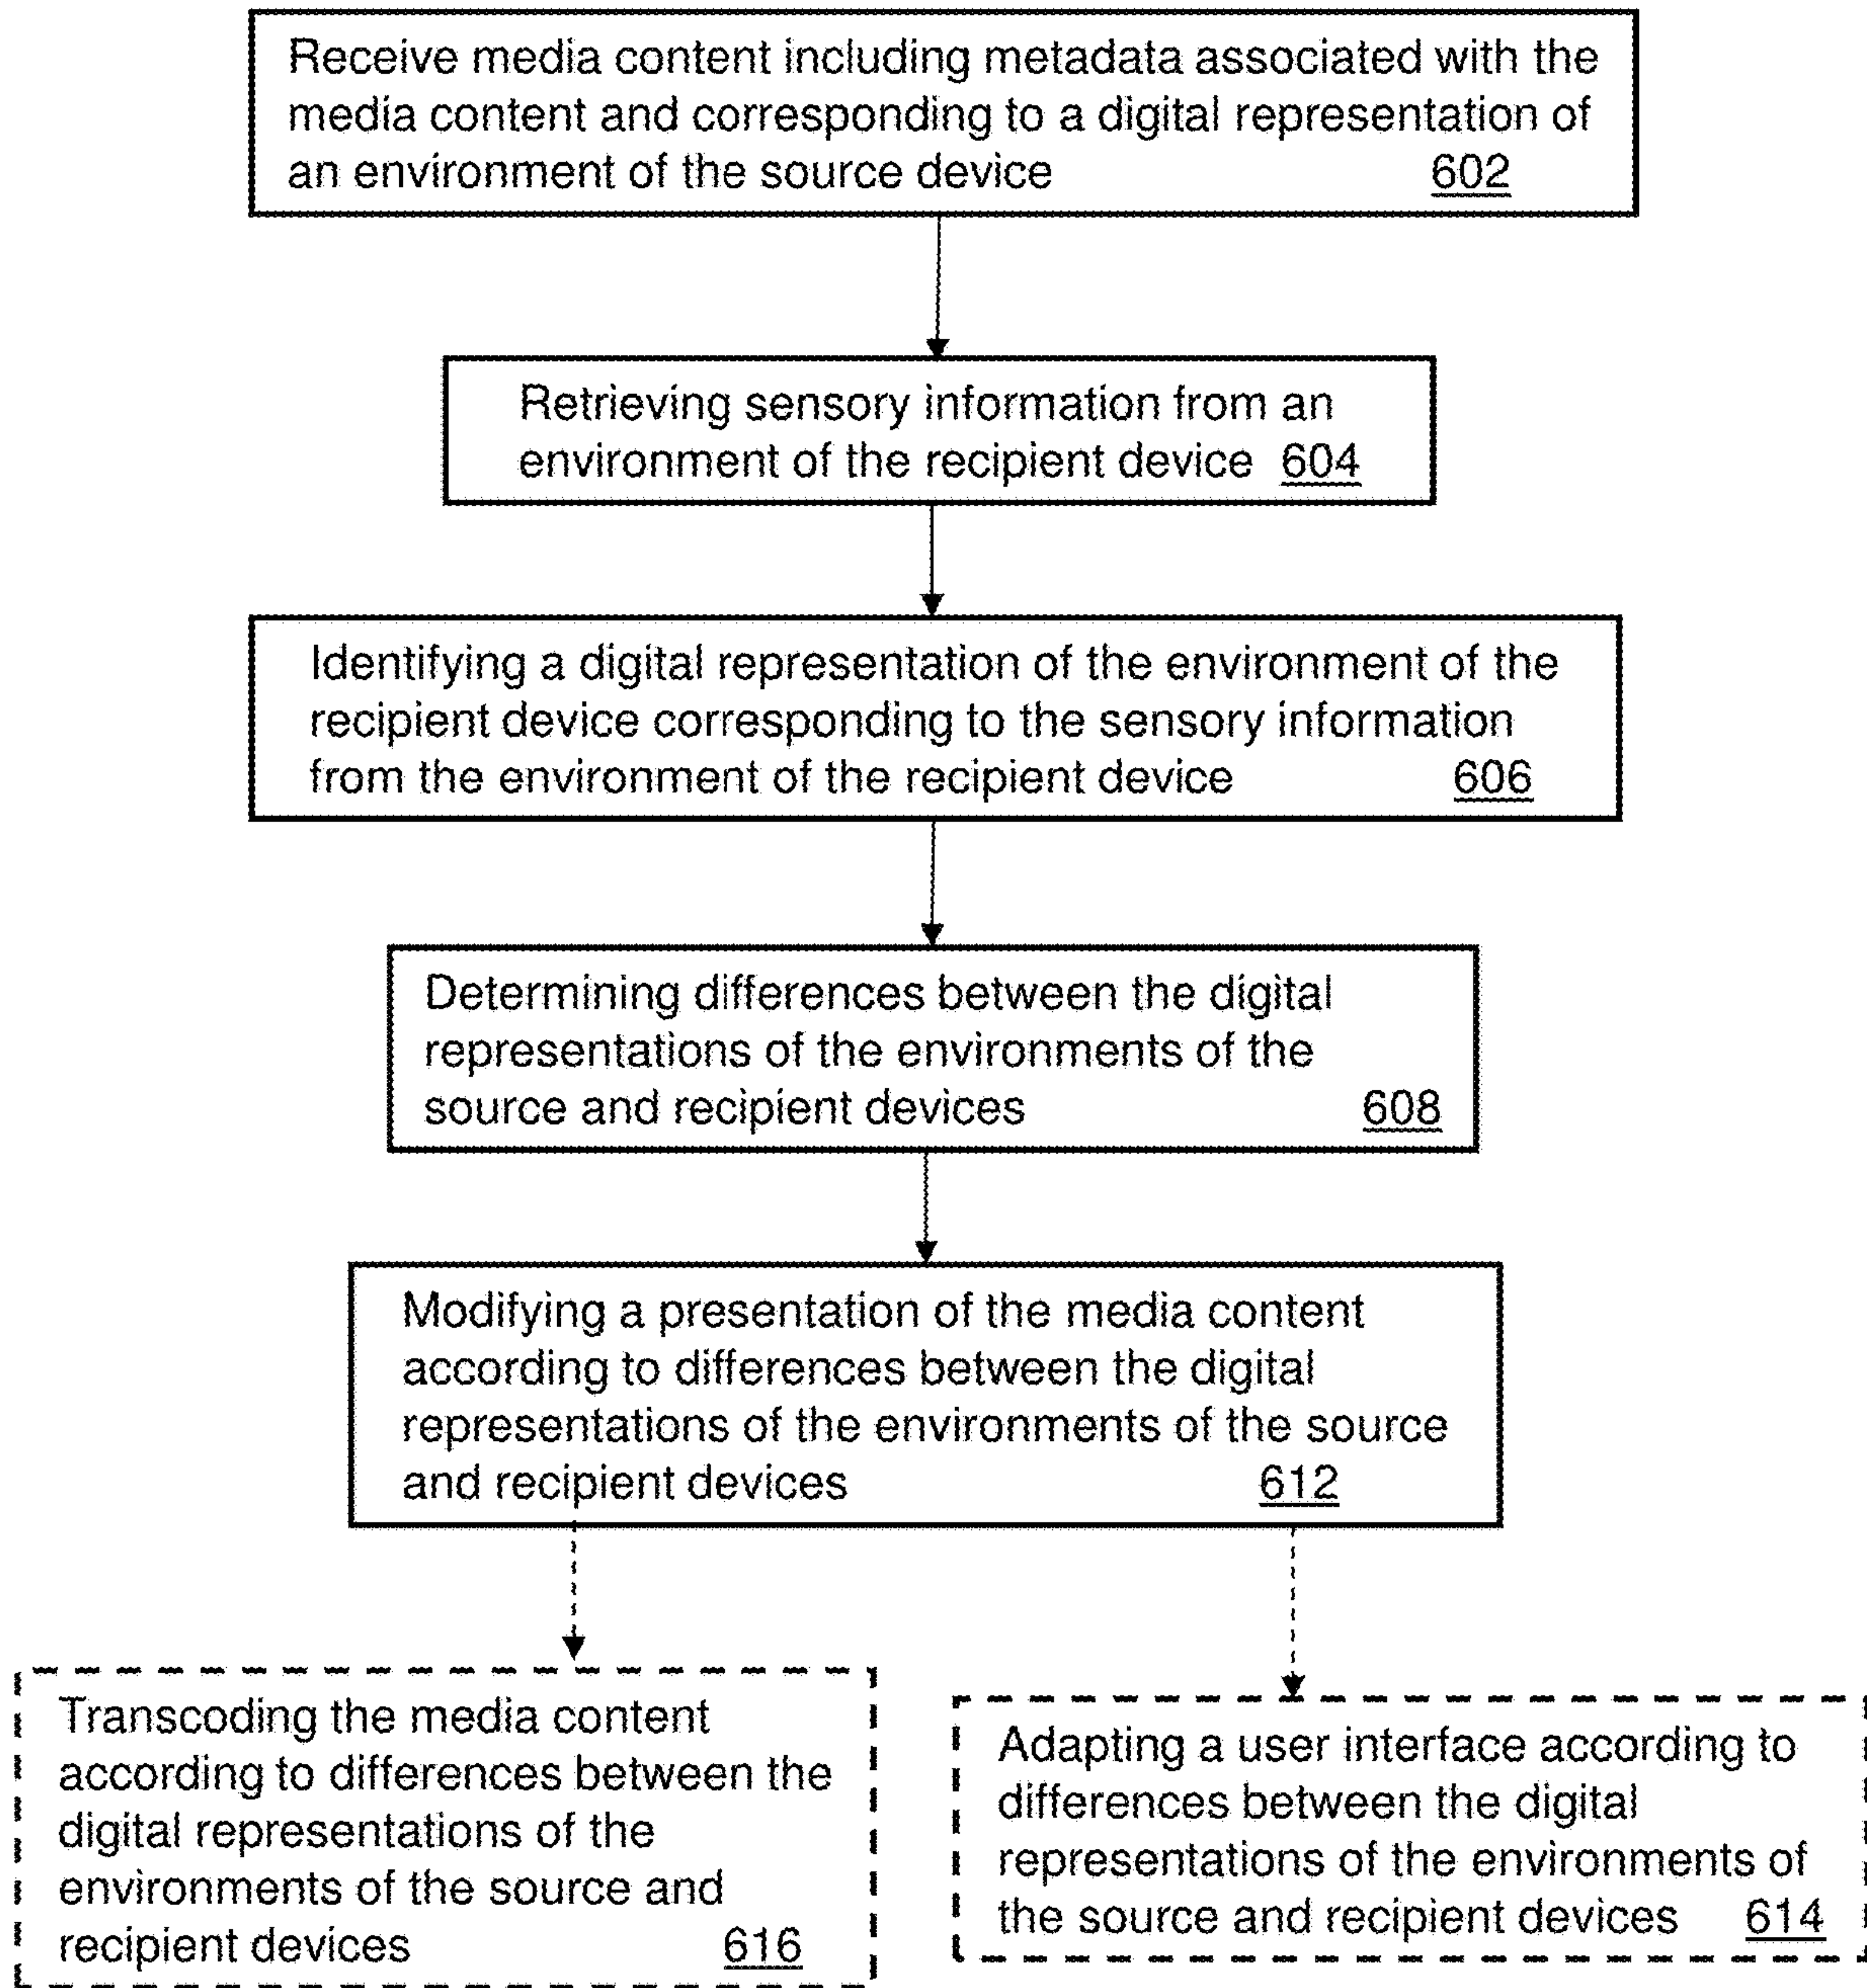 Receive media content including metadata associated with the
media content and corresponding to a digital representation of
an environment of the source device 602
Retrieving sensory information from an
environment of the recipient device 604
Identifying a digital representation of the environment of the
recipient device corresponding to the sensory information
from the environment of the recipient device 606
Determining differences between the digital
representations of the environments of the
source and recipient devices 608
Modifying a presentation of the media content
according to differences between the digital
representations of the environments of the source
and recipient devices 612
Transcoding the media content
according to differences between the
digital representations of the
environments of the source and
recipient devices 616
Adapting a user interface according to
differences between the digital
representations of the environments of
the source and recipient devices 614